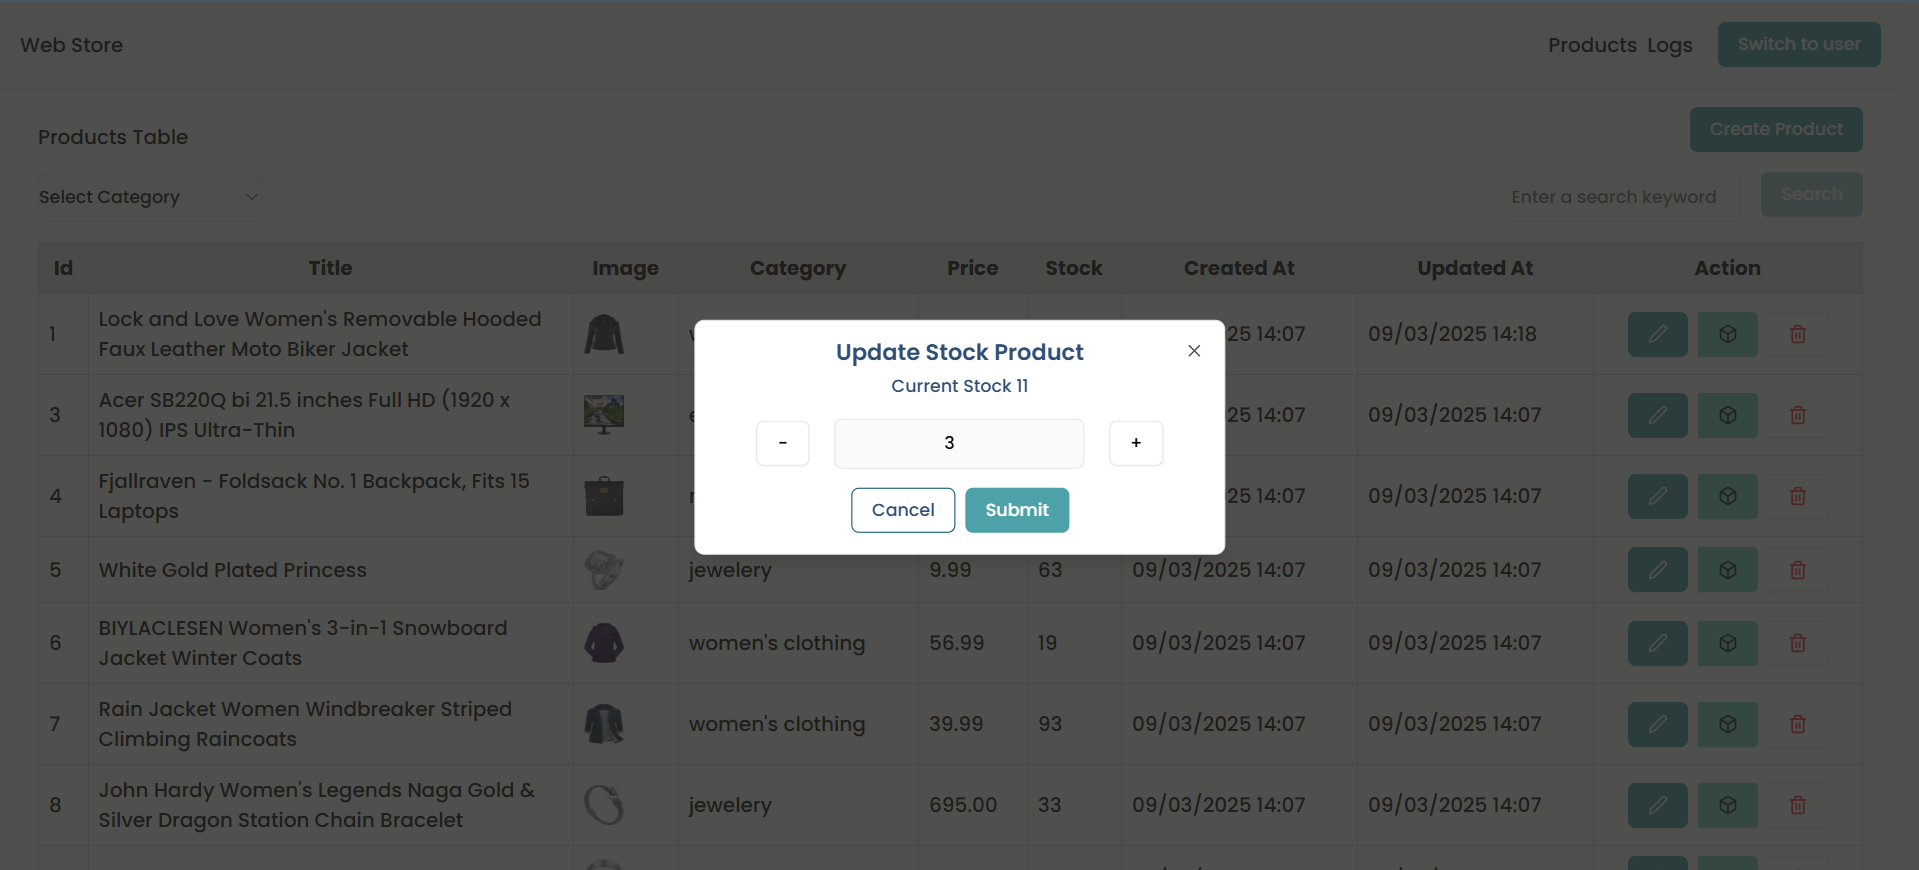 Web Store
Products Logs Switch to user
Products Table
Create Product
Select Category
Enter a search keyword Search
Id Title Image Category Price Stock Created At Updated At Action
1 Lock and Love Women's Removable Hooded
Faux Leather Moto Biker Jacket
25 14:07 09/03/2025 14:18
3 Acer SB220Q bi 21.5 inches Full HD (1920 x
1080) IPS Ultra-Thin
25 14:07 09/03/2025 14:07
4 Fjallraven - Foldsack No. 1 Backpack, Fits 15
Laptops
25 14:07 09/03/2025 14:07
Update Stock Product
Current Stock 11
- 3 +
Cancel Submit
5 White Gold Plated Princess jewelery 9.99 63 09/03/2025 14:07 09/03/2025 14:07
6 BIYLACLESEN Women's 3-in-1 Snowboard
Jacket Winter Coats
women's clothing 56.99 19 09/03/2025 14:07 09/03/2025 14:07
7 Rain Jacket Women Windbreaker Striped
Climbing Raincoats
women's clothing 39.99 93 09/03/2025 14:07 09/03/2025 14:07
8 John Hardy Women's Legends Naga Gold &
Silver Dragon Station Chain Bracelet
jewelery 695.00 33 09/03/2025 14:07 09/03/2025 14:07